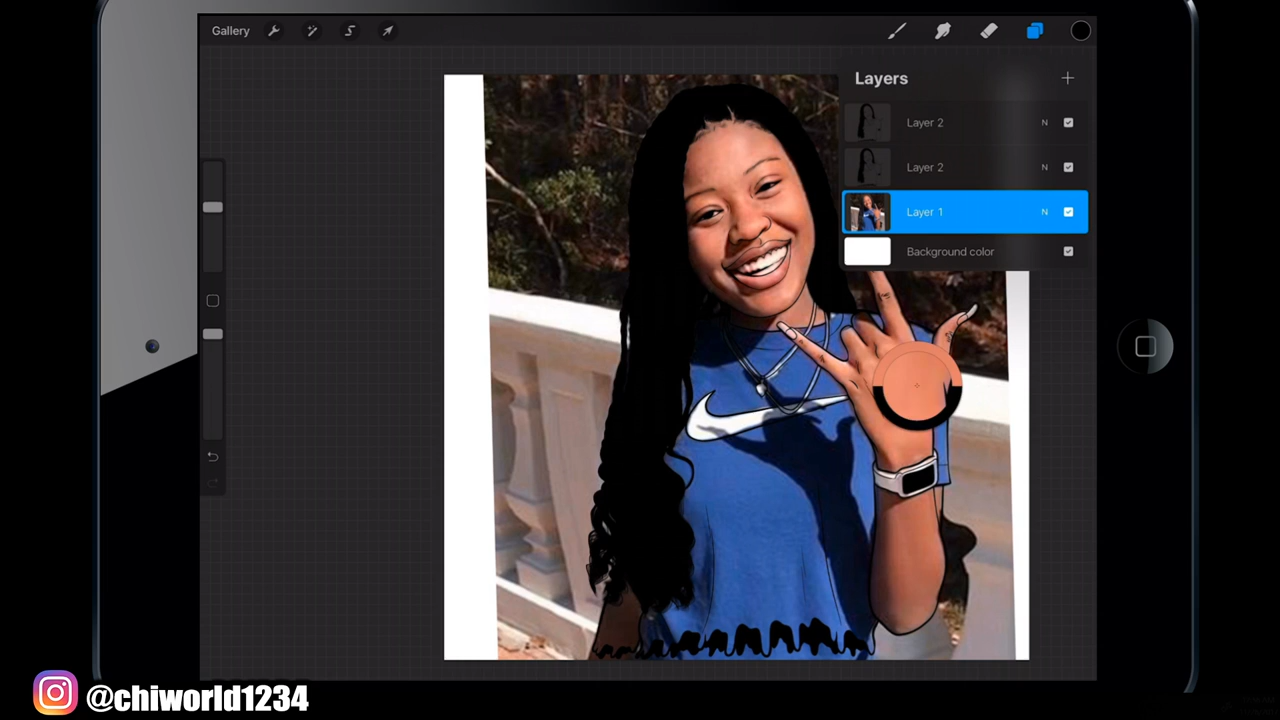 Gallery
Layers
Layer 2 N
Layer 2 N
Layer 1 N
Background color
@chiworld1234